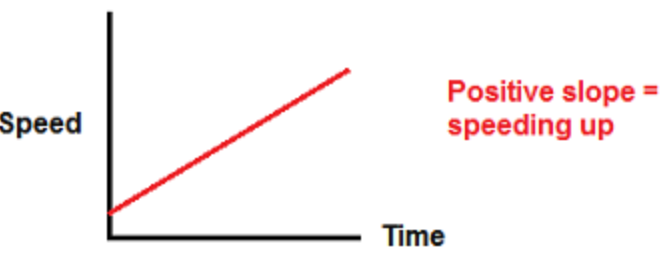 Speed
Positive slope =
speeding up
Time